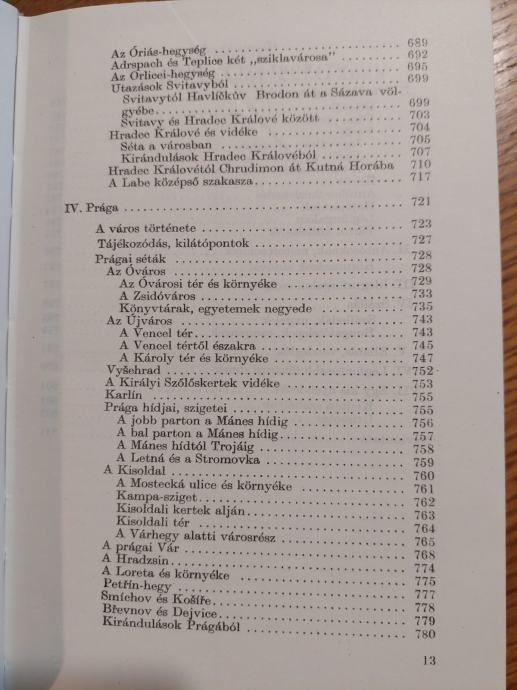 Az Óriás-hegység ........................ 689
Adrspach és Teplice két „sziklavárosa” .......... 692
Az Orlicei-hegység ........................ 695
Utazások Svitavyból ........................ 699
Svitavytól Havlíčkův Brodon át a Sázava völ-
gyébe ........................ 699
Svitavy és Hradec Králové között ............ 703
Hradec Králové és vidéke .................... 704
Séta a városban ........................ 705
Kirándulások Hradec Královéból ............ 707
Hradec Královétól Chrudimon át Kutná Horába 710
A Labe középső szakasza ..................... 717
IV. Prága ........................ 721
A város története ........................ 723
Tájékozódás, kilátópontok .................... 727
Prágai séták ........................ 728
Az Óváros ........................ 728
Az Óvárosi tér és környéke ................ 729
A Zsidóváros ........................ 733
Könyvtárak, egyetemek negyede ............ 735
Az Újváros ........................ 743
A Vencel tér ........................ 743
A Vencel tértől északra .................... 745
A Károly tér és környéke .................. 747
Vyšehrad ........................ 752
A Királyi Szőlőskertek vidéke ................ 753
Karlín ........................ 755
Prága hídjai, szigetei ........................ 755
A jobb parton a Mánes hídig .............. 756
A bal parton a Mánes hídig ................ 757
A Mánes hídtól Trojáig .................... 758
A Letná és a Stromovka .................... 759
A Kisoldal ........................ 760
A Mostecká ulice és környéke .............. 761
Kampa-sziget ........................ 762
Kisoldali kertek alján ...................... 763
Kisoldali tér ........................ 764
A Várhegy alatti városrész ................ 765
A prágai Vár ........................ 768
A Hradzsin ........................ 774
A Loreta és környéke ........................ 775
Petřín-hegy ........................ 777
Smíchov és Košíře ........................ 778
Břevnov és Dejvice ........................ 779
Kirándulások Prágából ........................ 780
13